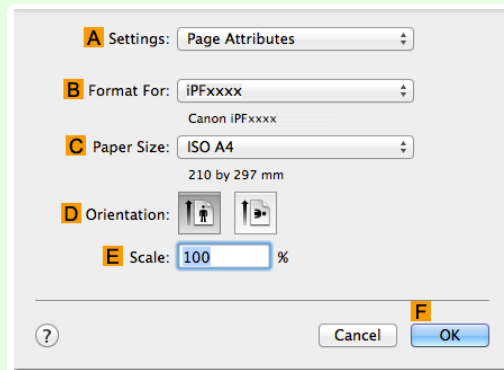 A Settings: Page Attributes
B Format For: iPFxxxx
Canon iPFxxxx
C Paper Size: ISO A4
210 by 297 mm
D Orientation:
E Scale: 100 %
F
? Cancel OK